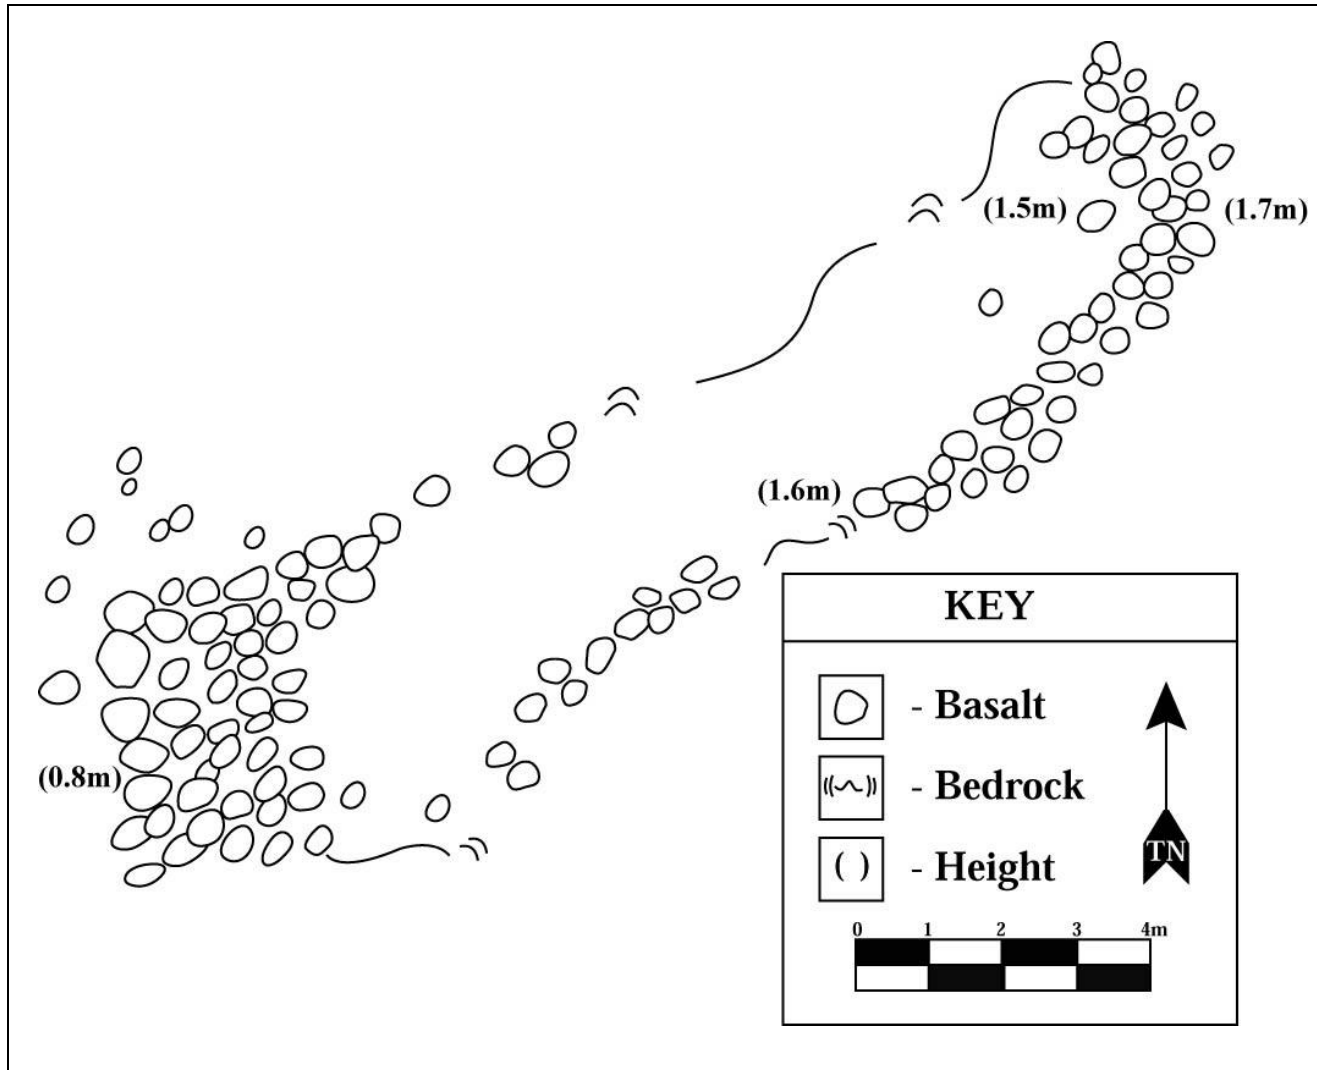 (1.5m)
(1.7m)
(1.6m)
(0.8m)
KEY
- Basalt
- Bedrock
- Height
TN
0 1 2 3 4m